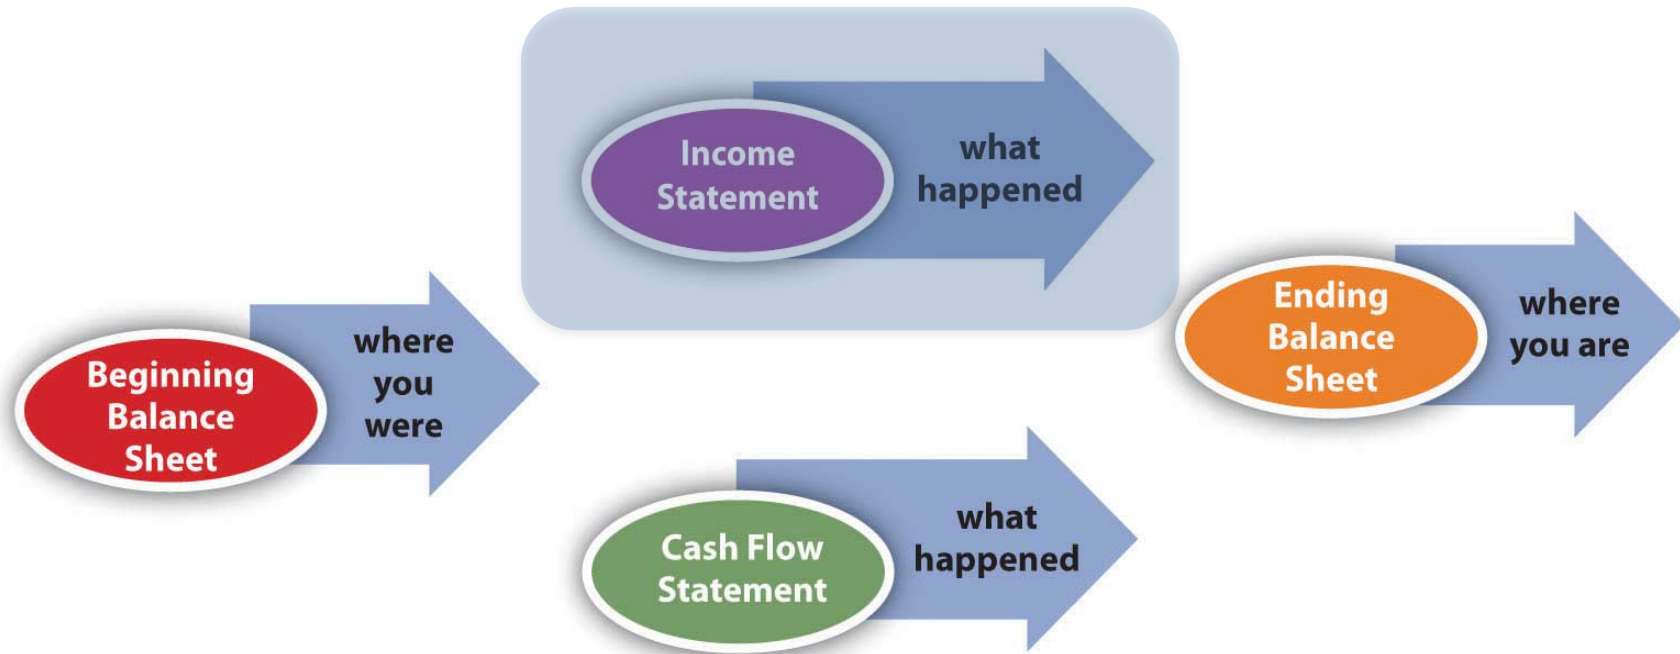 Beginning
Balance
Sheet
where
you
were
Income
Statement
what
happened
Cash Flow
Statement
what
happened
Ending
Balance
Sheet
where
you are